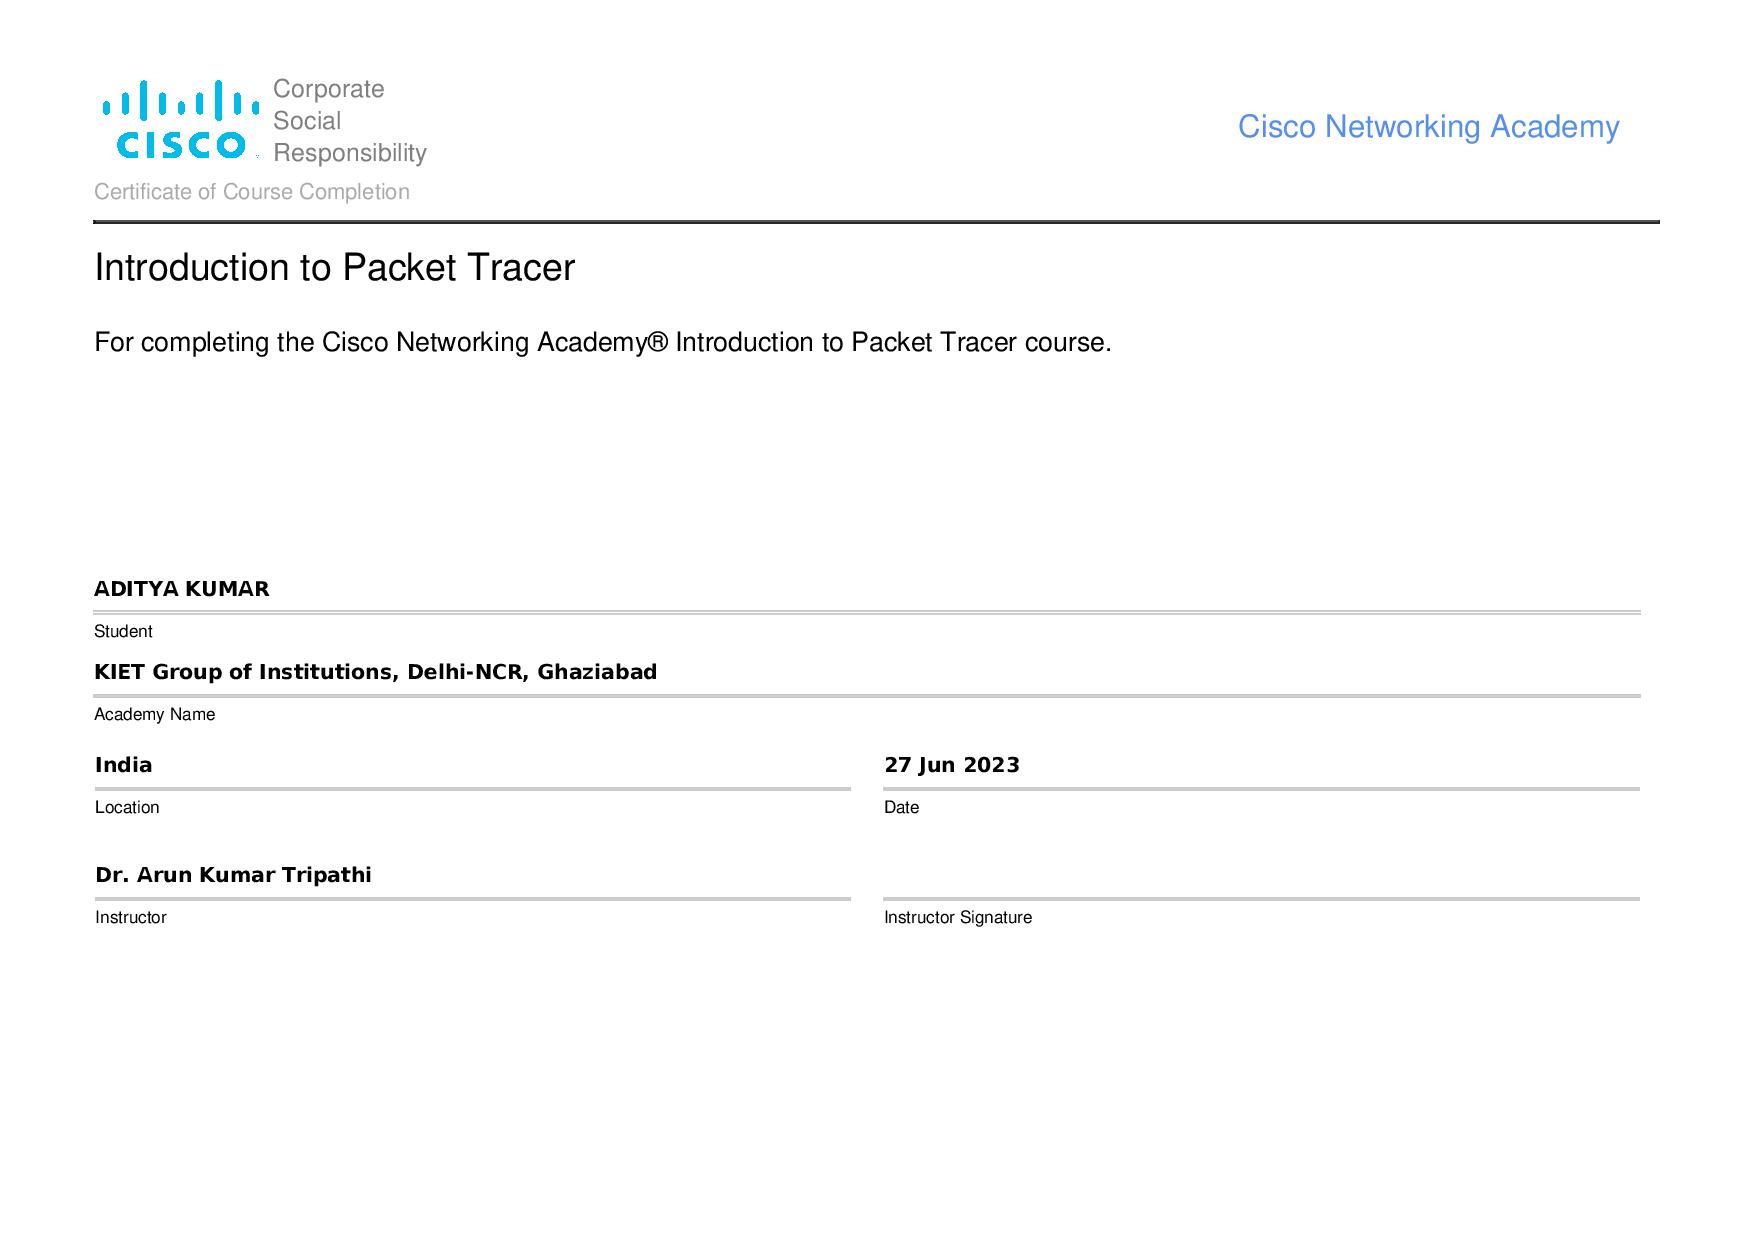 CISCO
Corporate
Social
Responsibility
Cisco Networking Academy
Certificate of Course Completion
Introduction to Packet Tracer
For completing the Cisco Networking Academy® Introduction to Packet Tracer course.
ADITYA KUMAR
Student
KIET Group of Institutions, Delhi-NCR, Ghaziabad
Academy Name
India
27 Jun 2023
Location
Date
Dr. Arun Kumar Tripathi
Instructor
Instructor Signature